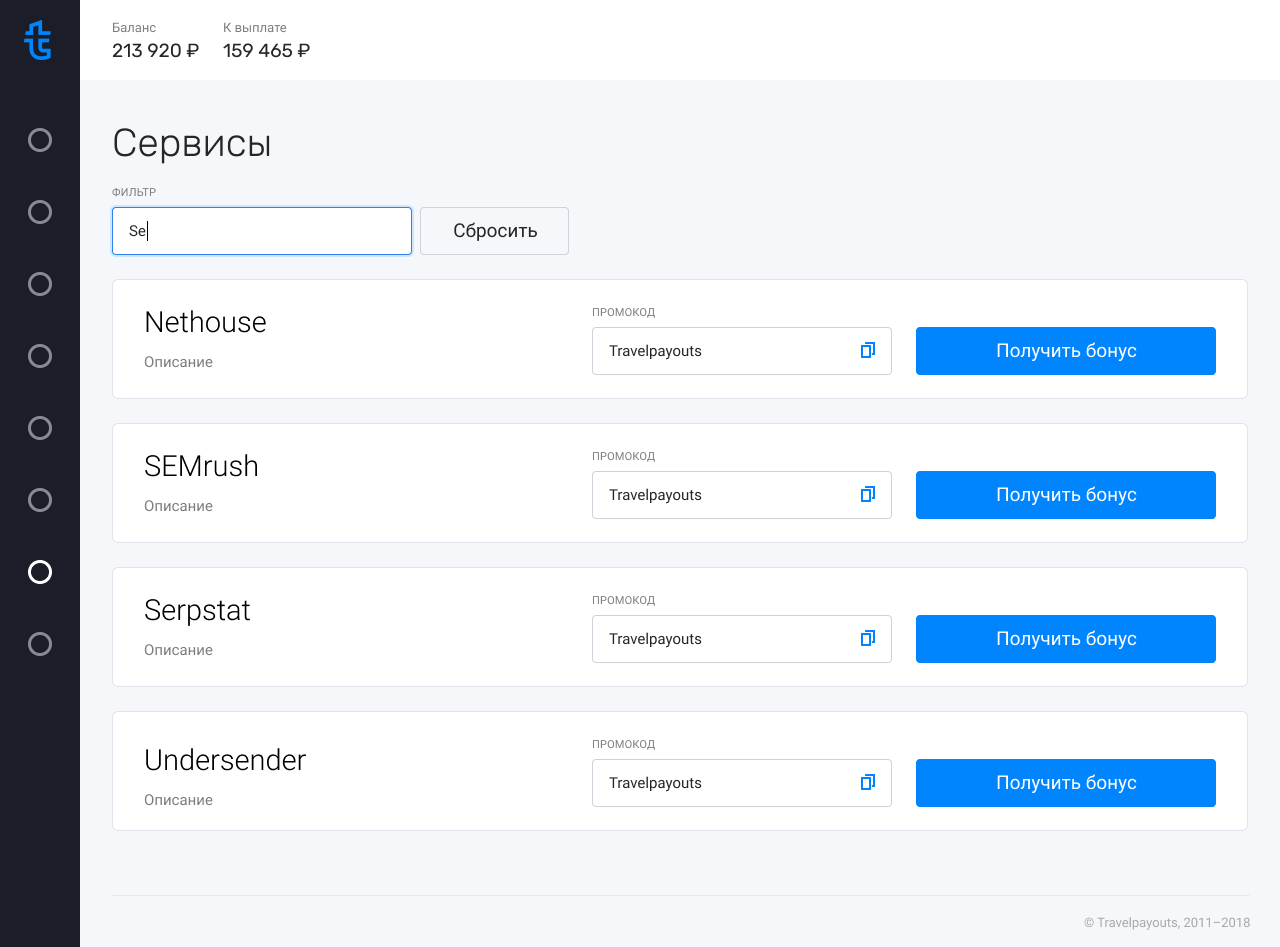 Баланс К выплате
213 920 ₽ 159 465 ₽
Сервисы
ФИЛЬТР
Se Сбросить
Nethouse
Описание
ПРОМОКОД
Travelpayouts Получить бонус
SEMrush
Описание
ПРОМОКОД
Travelpayouts Получить бонус
Serpstat
Описание
ПРОМОКОД
Travelpayouts Получить бонус
Undersender
Описание
ПРОМОКОД
Travelpayouts Получить бонус
© Travelpayouts, 2011–2018